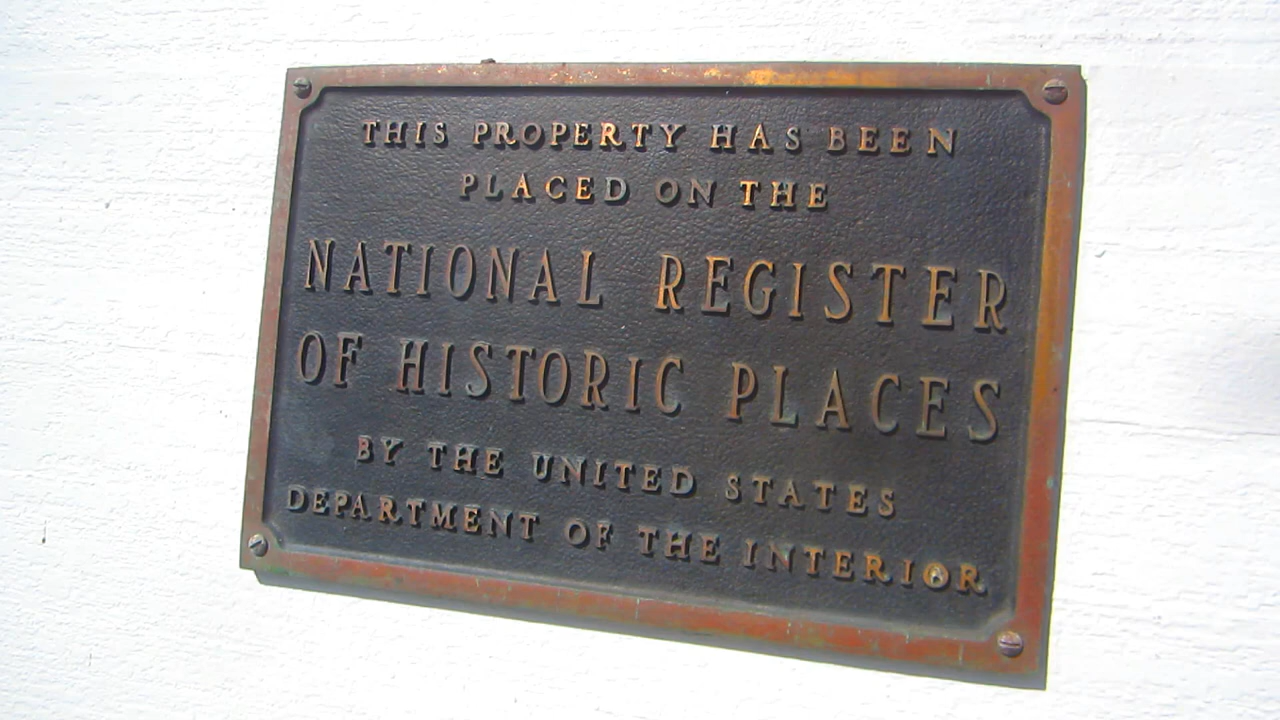 THIS PROPERTY HAS BEEN
PLACED ON THE
NATIONAL REGISTER
OF HISTORIC PLACES
BY THE UNITED STATES
DEPARTMENT OF THE INTERIOR